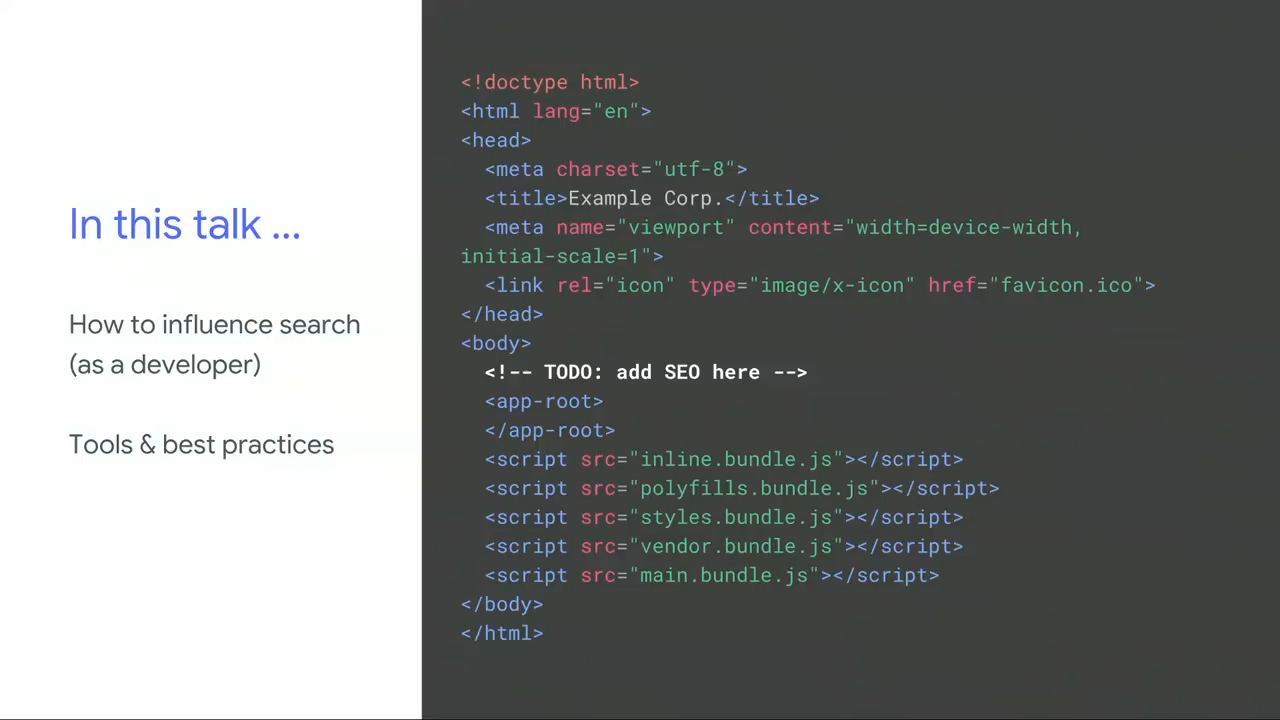 In this talk ...
How to influence search
(as a developer)
Tools & best practices
<!doctype html>
<html lang="en">
<head>
  <meta charset="utf-8">
  <title>Example Corp.</title>
  <meta name="viewport" content="width=device-width,
initial-scale=1">
  <link rel="icon" type="image/x-icon" href="favicon.ico">
</head>
<body>
  <!-- TODO: add SEO here -->
  <app-root>
  </app-root>
  <script src="inline.bundle.js"></script>
  <script src="polyfills.bundle.js"></script>
  <script src="styles.bundle.js"></script>
  <script src="vendor.bundle.js"></script>
  <script src="main.bundle.js"></script>
</body>
</html>